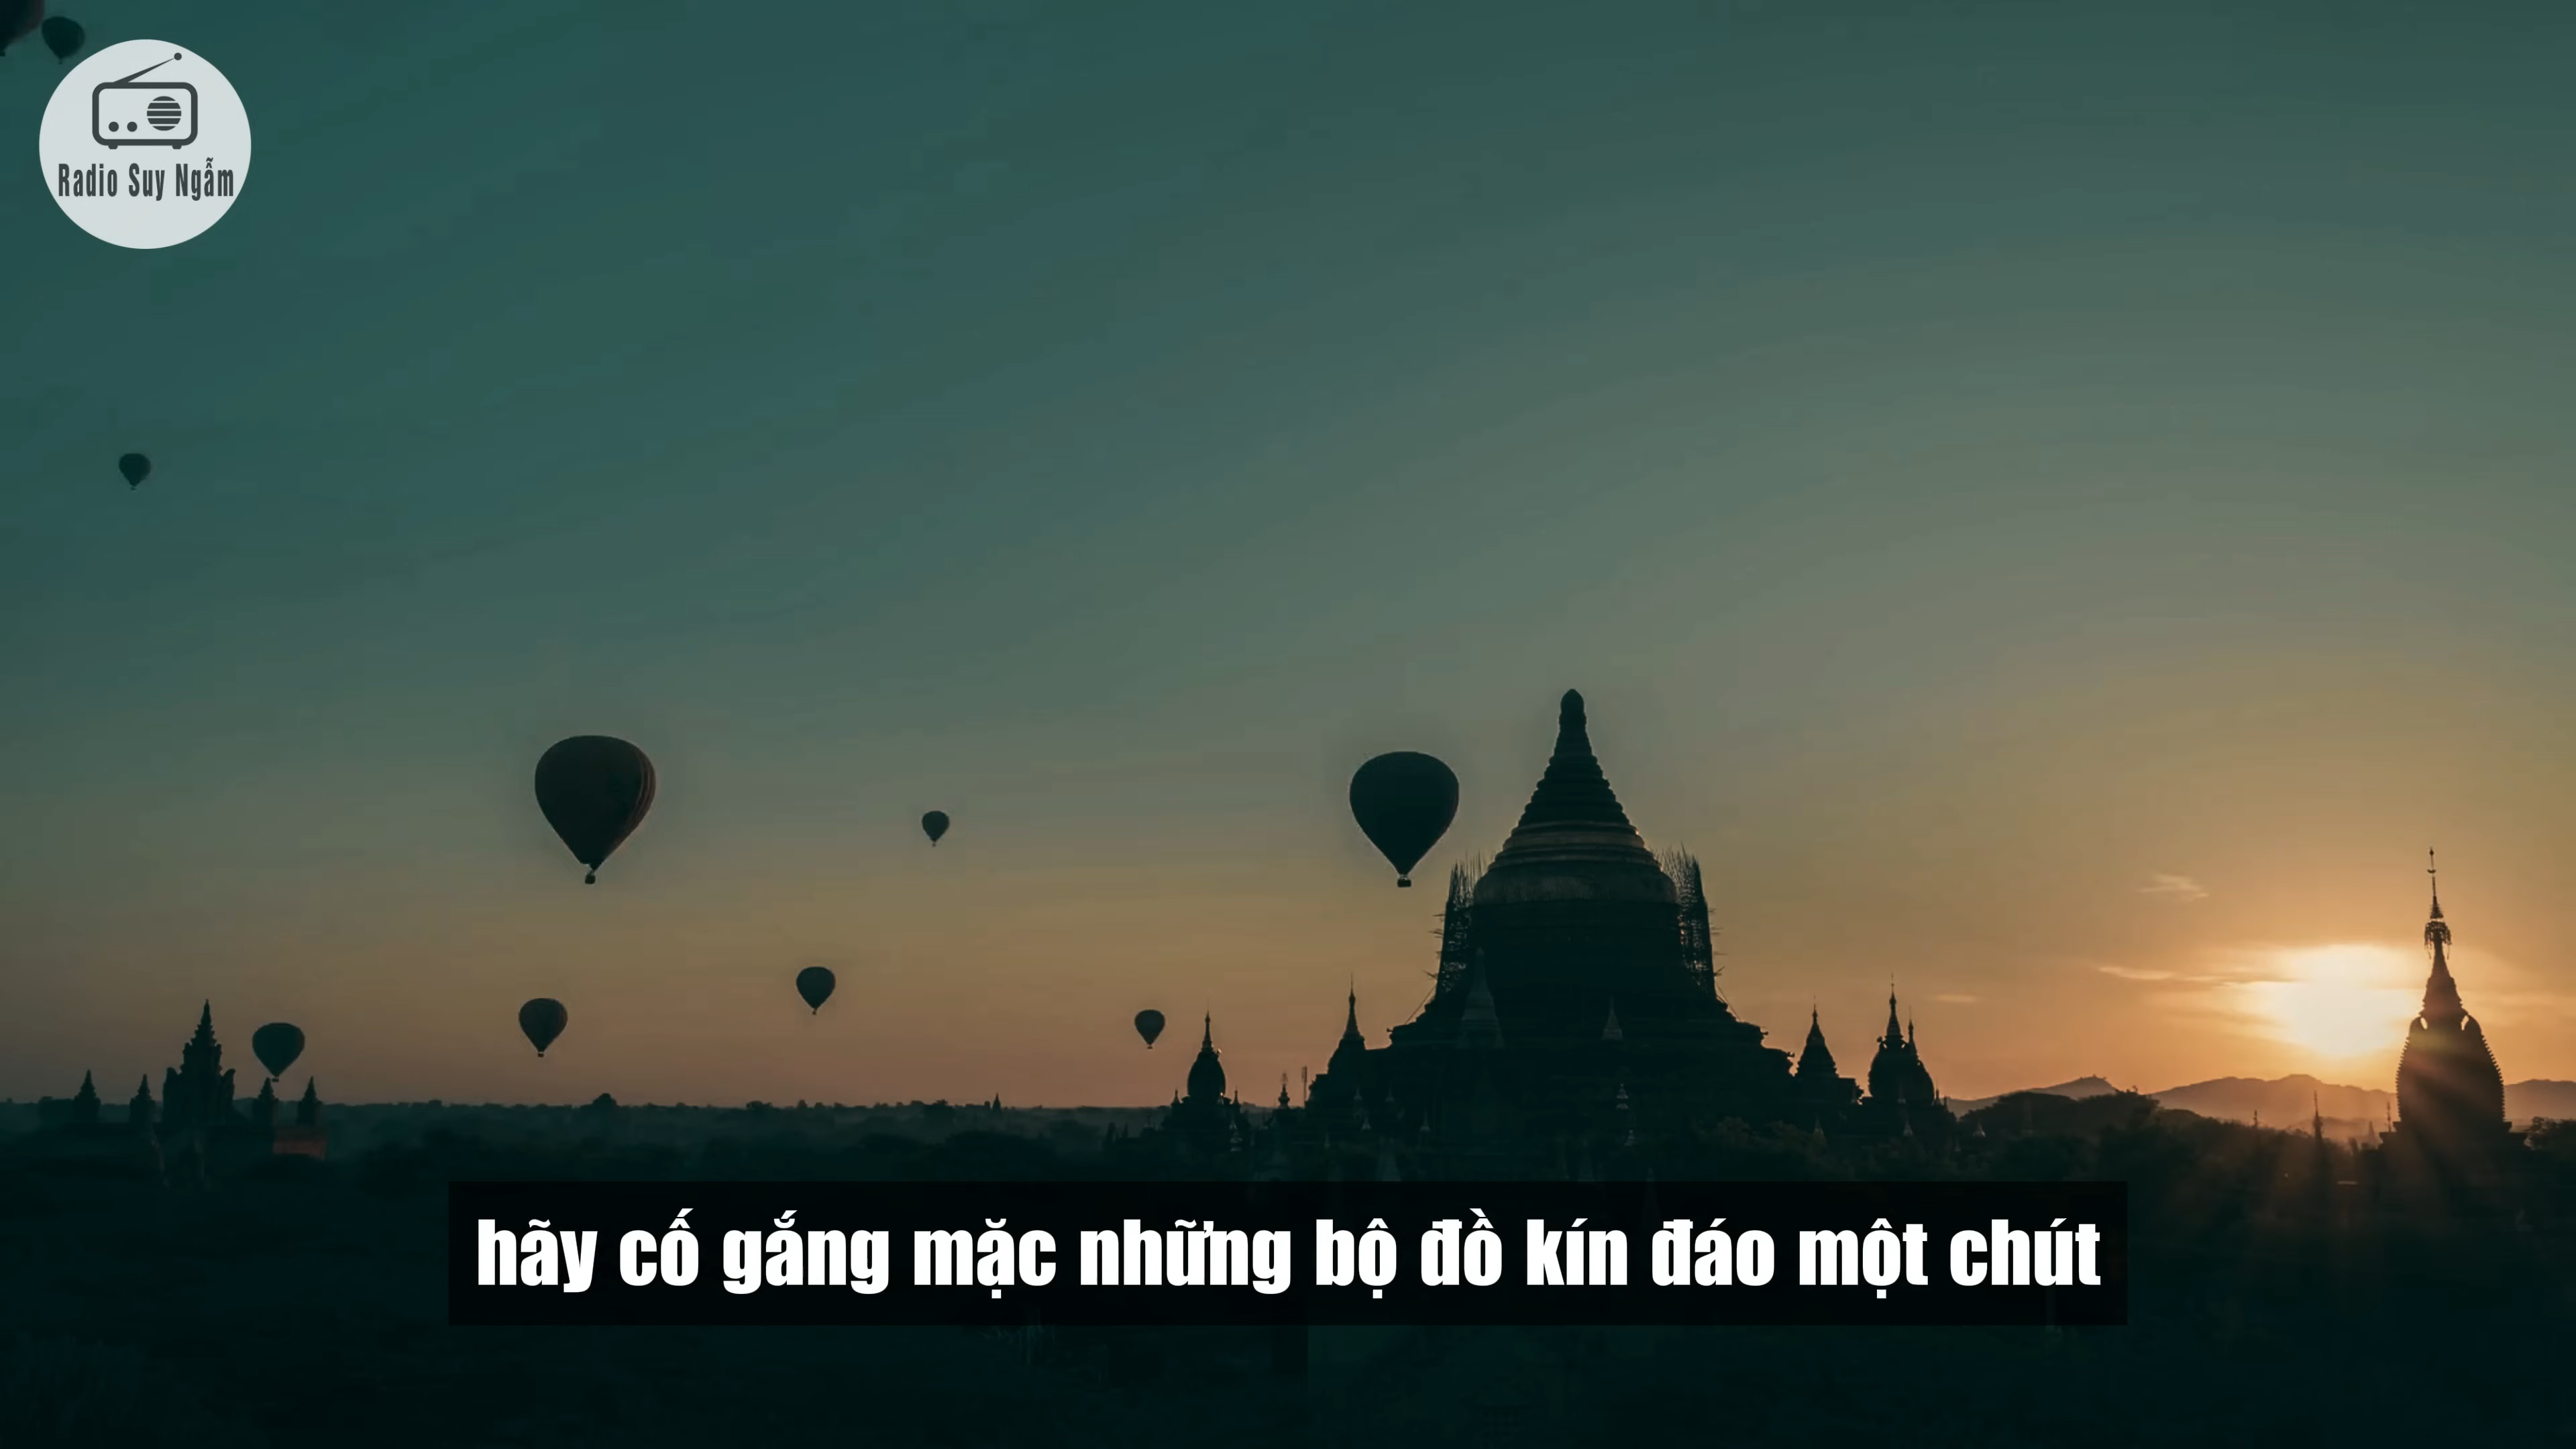 Radio Suy Ngẫm
hãy cố gắng mặc những bộ đồ kín đáo một chút